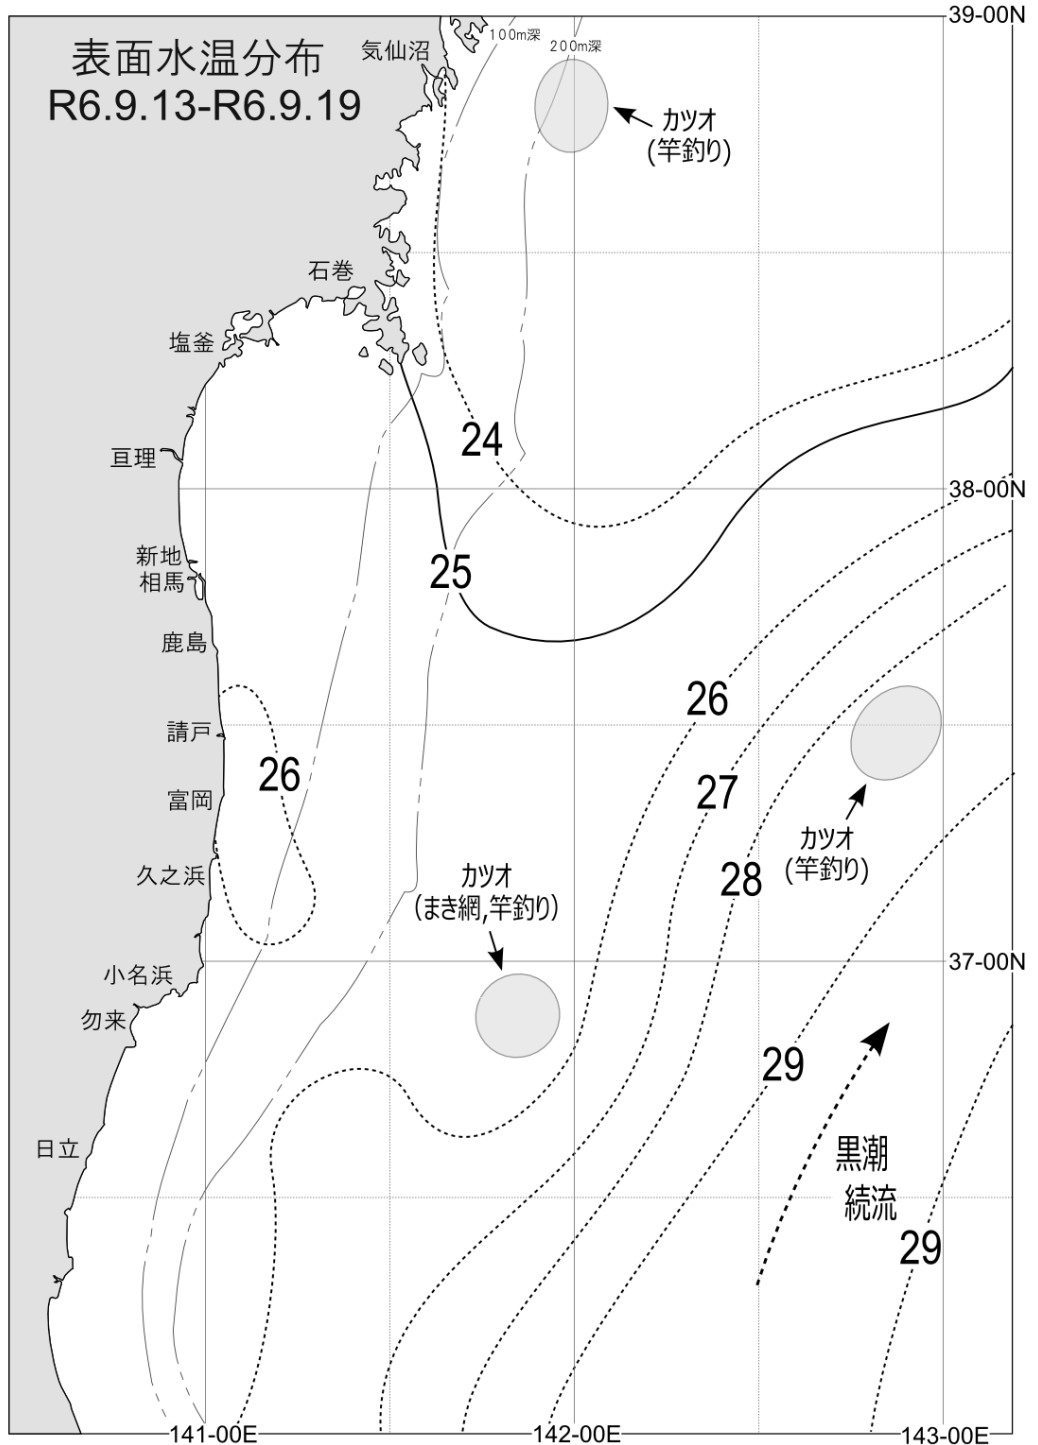 39-00N
100m深
200m深
表面水温分布
R6.9.13-R6.9.19
気仙沼
カツオ
(竿釣り)
石巻
塩釜
24
亘理
38-00N
新地
相馬
25
鹿島
26
請戸
26
富岡
27
カツオ
(竿釣り)
久之浜
28
カツオ
(まき網,竿釣り)
37-00N
小名浜
勿来
29
日立
黒潮
続流
29
141-00E
142-00E
143-00E